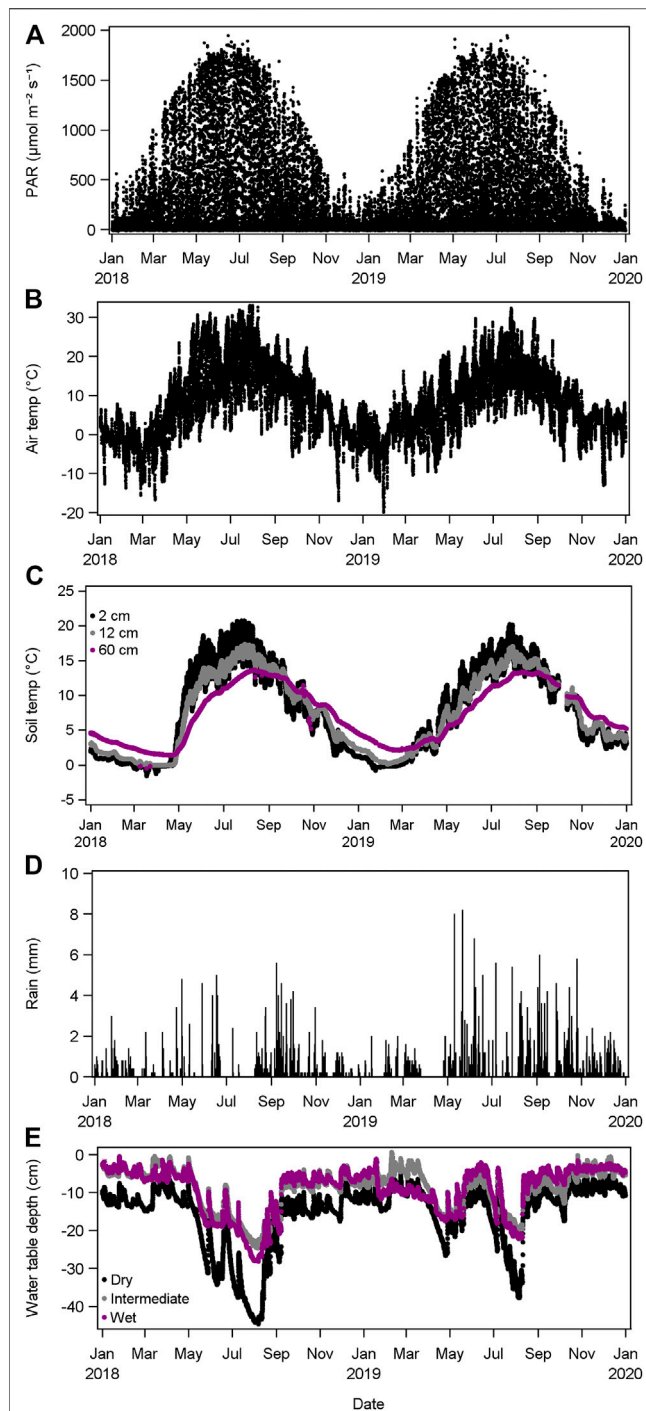 A
2000
1500
1000
500
0
PAR (µmol m⁻² s⁻¹)
Jan Mar May Jul Sep Nov Jan Mar May Jul Sep Nov Jan
2018 2019 2020
B
30
20
10
0
-10
-20
Air temp (°C)
Jan Mar May Jul Sep Nov Jan Mar May Jul Sep Nov Jan
2018 2019 2020
C
25
20
15
10
5
0
-5
Soil temp (°C)
2 cm
12 cm
60 cm
Jan Mar May Jul Sep Nov Jan Mar May Jul Sep Nov Jan
2018 2019 2020
D
10
8
6
4
2
0
Rain (mm)
Jan Mar May Jul Sep Nov Jan Mar May Jul Sep Nov Jan
2018 2019 2020
E
0
-10
-20
-30
-40
Water table depth (cm)
Dry
Intermediate
Wet
Jan Mar May Jul Sep Nov Jan Mar May Jul Sep Nov Jan
2018 2019 2020
Date